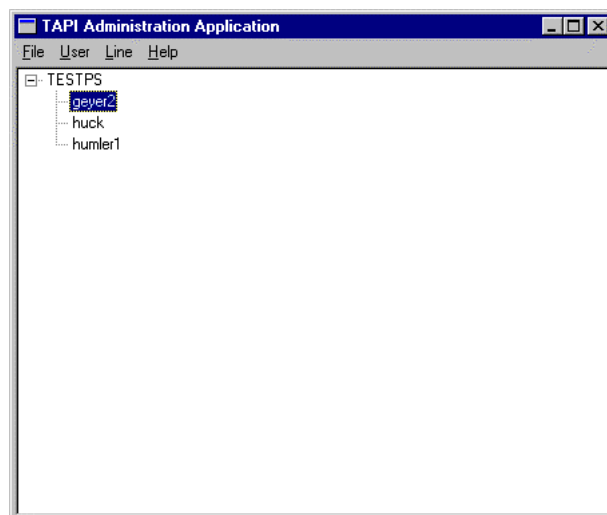 TAPI Administration Application
File User Line Help
TESTPS
geyer2
huck
humler1